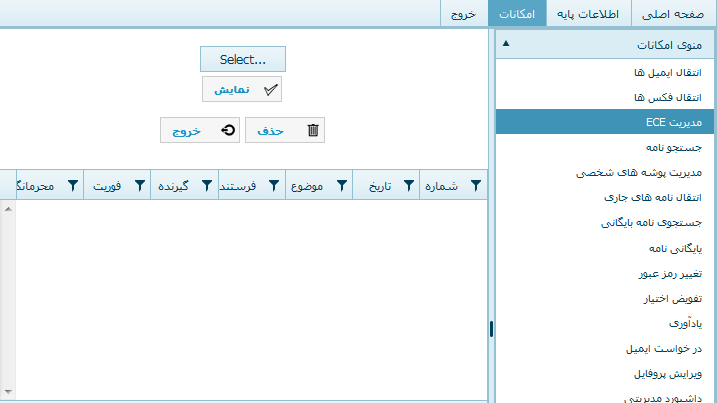 صفحه اصلی
اطلاعات پایه
امکانات
خروج
منوی امکانات
انتقال ایمیل ها
انتقال فکس ها
مدیریت ECE
جستجو نامه
مدیریت پوشه های شخصی
انتقال نامه های جاری
جستجوی نامه بایگانی
بایگانی نامه
تغییر رمز عبور
تفویض اختیار
یادآوری
در خواست ایمیل
ویرایش پروفایل
داشبورد مدیریتی
Select...
نمایش
حذف
خروج
شماره
تاریخ
موضوع
فرستند
گیرنده
فوریت
محرمانگ